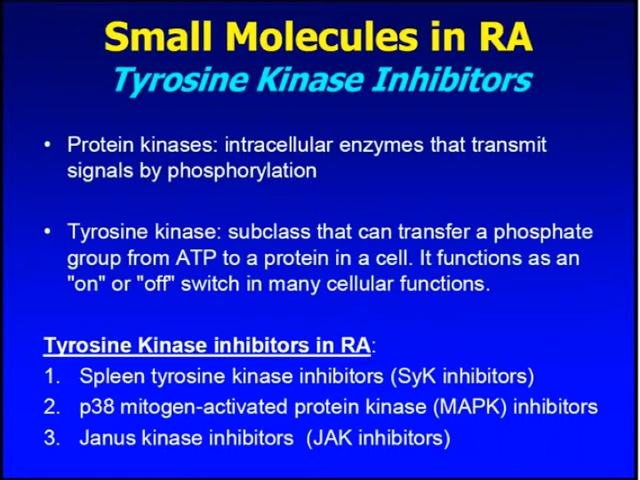 Small Molecules in RA
Tyrosine Kinase Inhibitors
• Protein kinases: intracellular enzymes that transmit
signals by phosphorylation
• Tyrosine kinase: subclass that can transfer a phosphate
group from ATP to a protein in a cell. It functions as an
"on" or "off" switch in many cellular functions.
Tyrosine Kinase inhibitors in RA:
1. Spleen tyrosine kinase inhibitors (SyK inhibitors)
2. p38 mitogen-activated protein kinase (MAPK) inhibitors
3. Janus kinase inhibitors (JAK inhibitors)